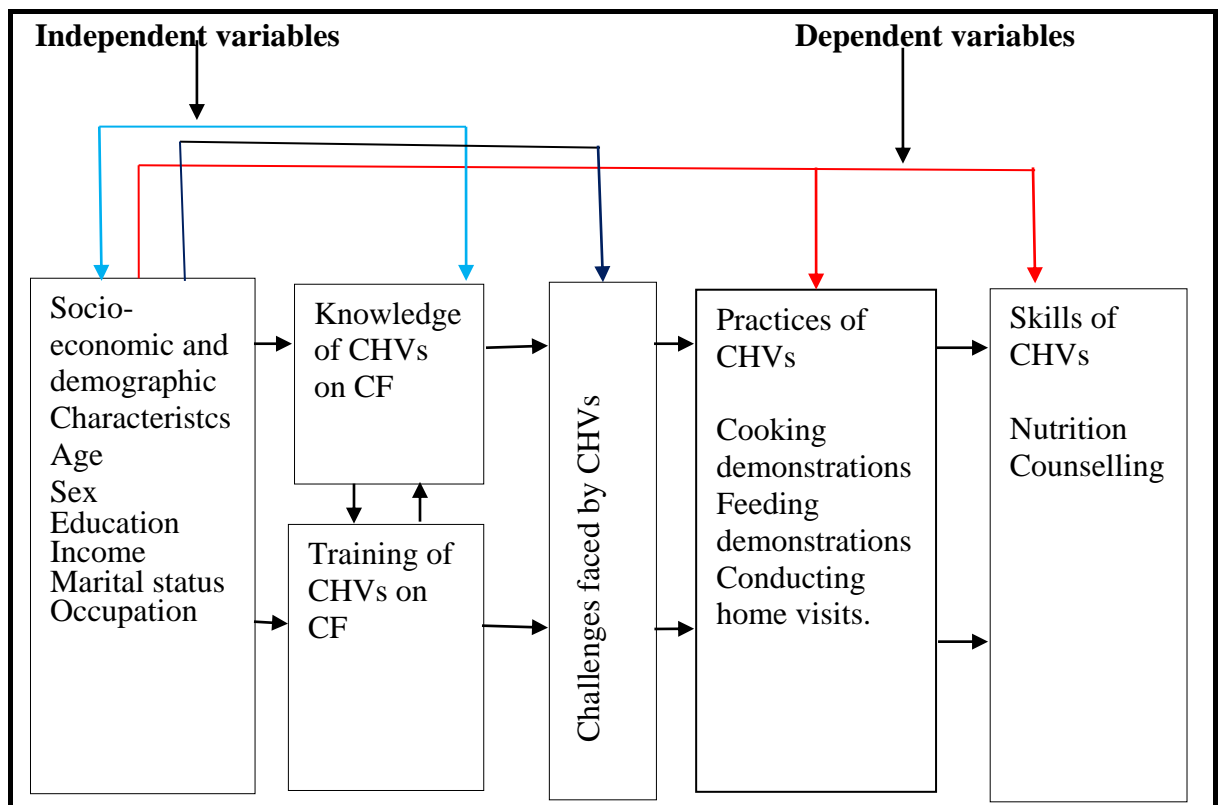 Independent variables
Dependent variables
Socio-
economic and
demographic
Characteristcs
Age
Sex
Education
Income
Marital status
Occupation
Knowledge
of CHVs
on CF
Training of
CHVs on
CF
Challenges faced by CHVs
Practices of
CHVs
Cooking
demonstrations
Feeding
demonstrations
Conducting
home visits.
Skills of
CHVs
Nutrition
Counselling